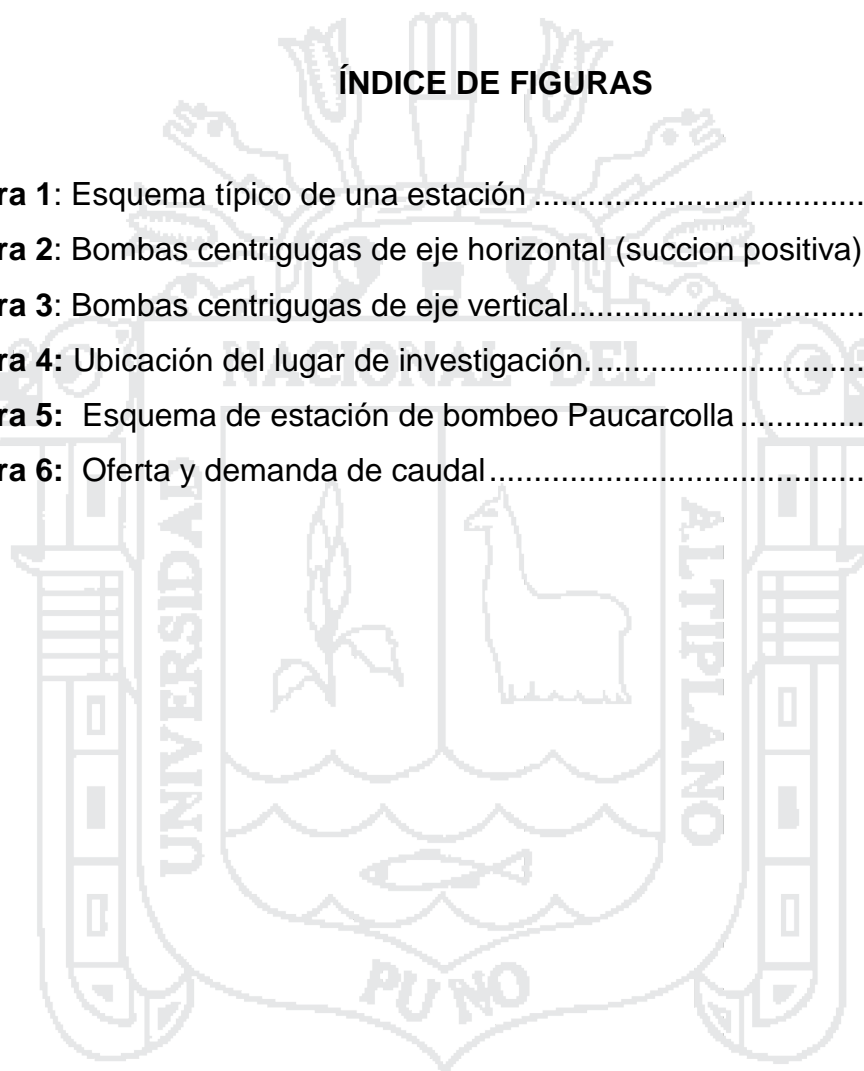 ÍNDICE DE FIGURAS
ra 1: Esquema típico de una estación ....................................
ra 2: Bombas centrigugas de eje horizontal (succion positiva)
ra 3: Bombas centrigugas de eje vertical.................................
ra 4: Ubicación del lugar de investigación. ..............................
ra 5: Esquema de estación de bombeo Paucarcolla ..............
ra 6: Oferta y demanda de caudal..........................................
NACIONAL DEL
UNIVERSIDAD
ALTIPLANO
PUNO